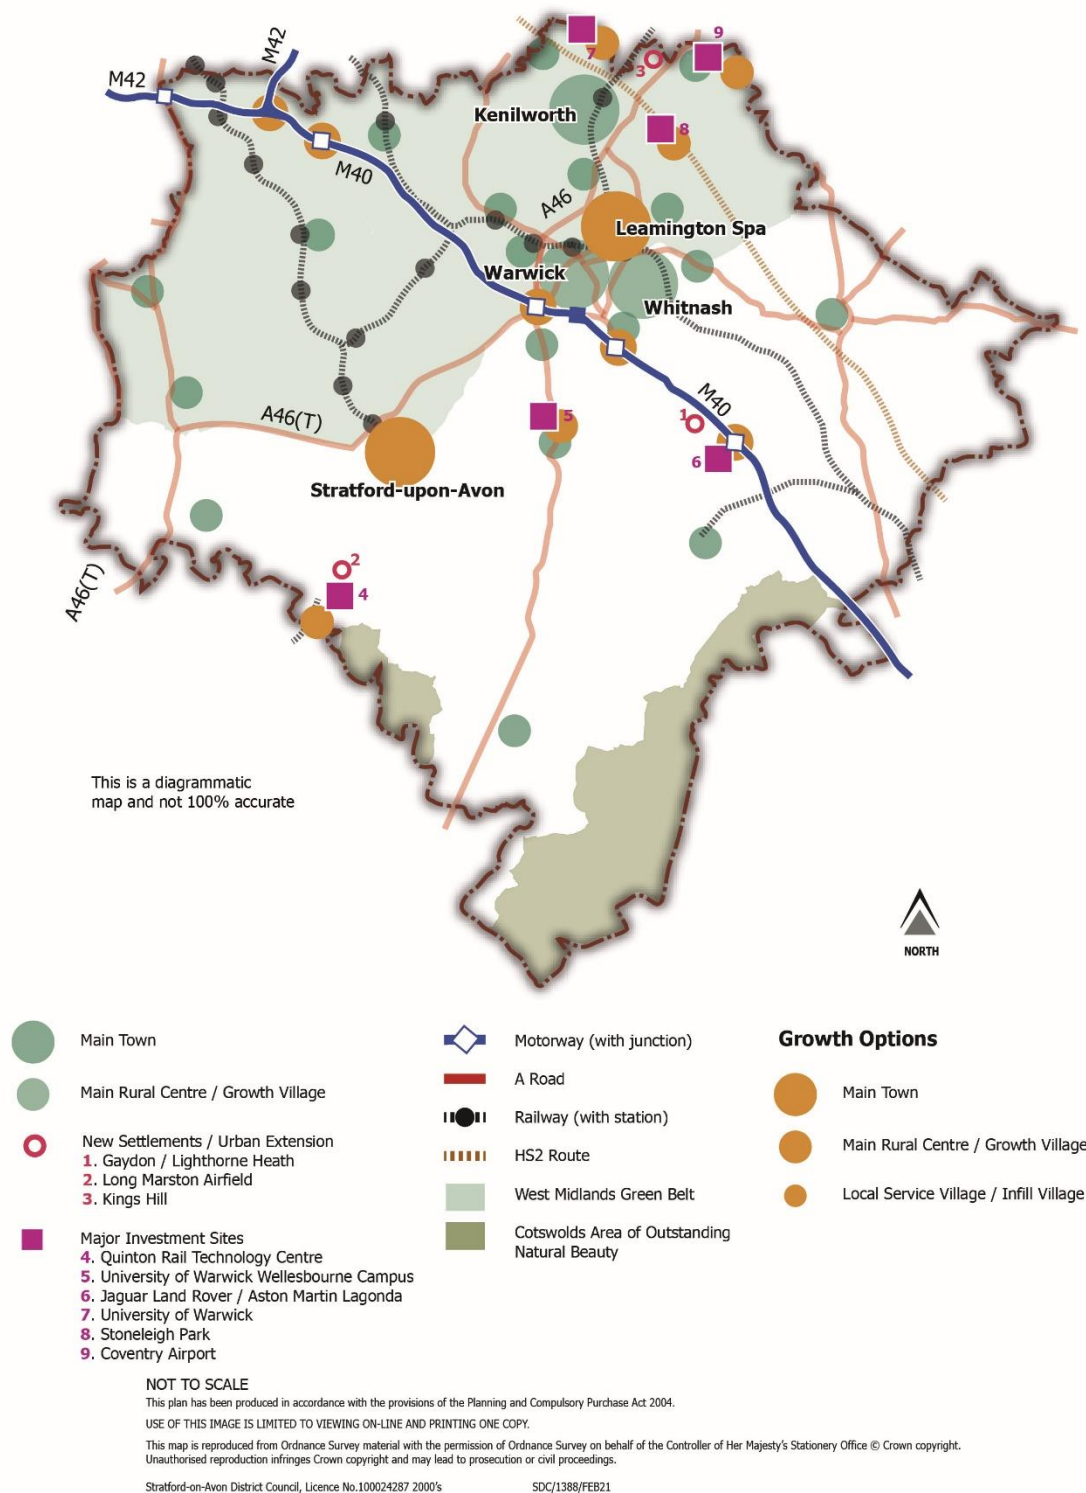 M42
M42
7
9
3
Kenilworth
8
M40
A46
Leamington Spa
Warwick
Whitnash
A46(T)
5
1
M40
6
Stratford-upon-Avon
2
4
A46(T)
This is a diagrammatic
map and not 100% accurate
NORTH
Main Town
Main Rural Centre / Growth Village
New Settlements / Urban Extension
1. Gaydon / Lighthorne Heath
2. Long Marston Airfield
3. Kings Hill
Major Investment Sites
4. Quinton Rail Technology Centre
5. University of Warwick Wellesbourne Campus
6. Jaguar Land Rover / Aston Martin Lagonda
7. University of Warwick
8. Stoneleigh Park
9. Coventry Airport
Motorway (with junction)
A Road
Railway (with station)
HS2 Route
West Midlands Green Belt
Cotswolds Area of Outstanding
Natural Beauty
Growth Options
Main Town
Main Rural Centre / Growth Village
Local Service Village / Infill Village
NOT TO SCALE
This plan has been produced in accordance with the provisions of the Planning and Compulsory Purchase Act 2004.
USE OF THIS IMAGE IS LIMITED TO VIEWING ON-LINE AND PRINTING ONE COPY.
This map is reproduced from Ordnance Survey material with the permission of Ordnance Survey on behalf of the Controller of Her Majesty's Stationery Office © Crown copyright.
Unauthorised reproduction infringes Crown copyright and may lead to prosecution or civil proceedings.
Stratford-on-Avon District Council, Licence No.100024287 2000's
SDC/1388/FEB21